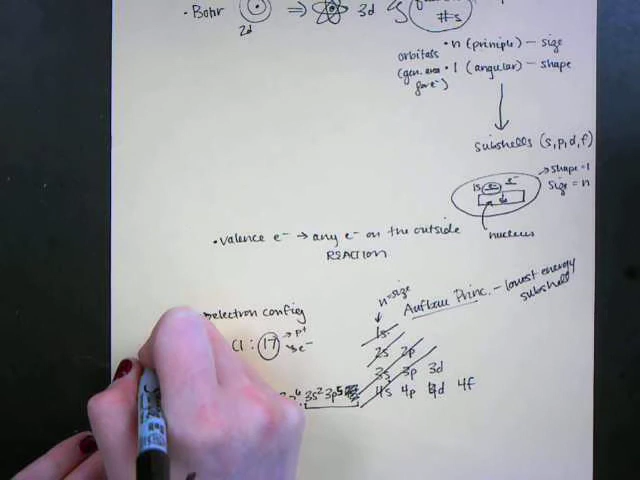 • Bohr ⇒ 3d
#s
2d
orbitals • n (principle) – size
(gen. area • l (angular) – shape
for e⁻)
subshells (s, p, d, f)
shape = l
1s e⁻ e⁻ size = n
nucleus
• valence e⁻ → any e⁻ on the outside
REACTION
n=size
Aufbau Princ. – lowest energy
subshell
electron config
Cl : 17 → p⁺
e⁻
1s
2s 2p
3s 3p 3d
3s² 3p⁵ 4s 4p 4d 4f